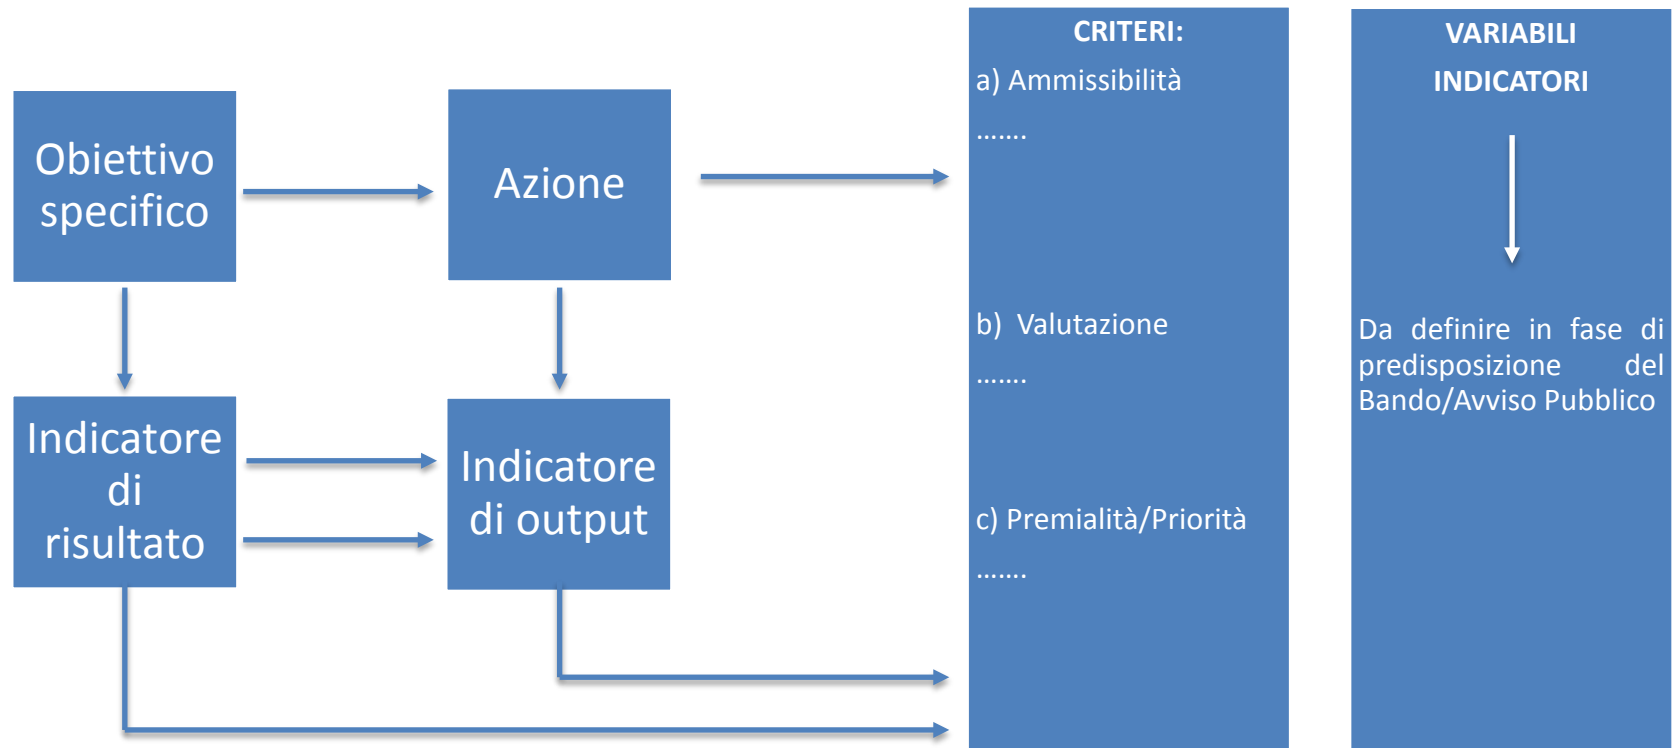 Obiettivo
specifico
Azione
Indicatore
di
risultato
Indicatore
di output
CRITERI:
a) Ammissibilità
.......
b)  Valutazione
.......
c) Premialità/Priorità
.......
VARIABILI
INDICATORI
Da definire in fase di
predisposizione del
Bando/Avviso Pubblico